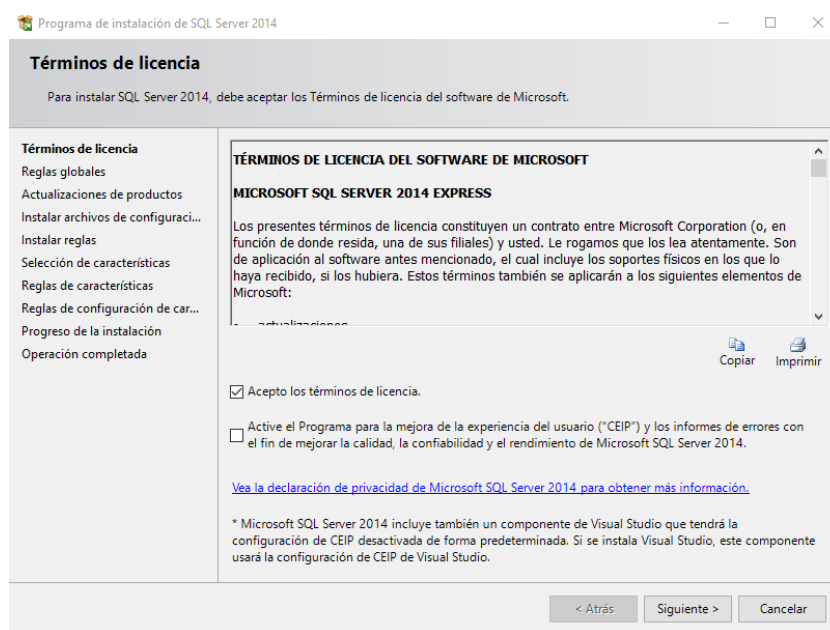 Programa de instalación de SQL Server 2014
Términos de licencia
Para instalar SQL Server 2014, debe aceptar los Términos de licencia del software de Microsoft.
Términos de licencia
Reglas globales
Actualizaciones de productos
Instalar archivos de configuraci...
Instalar reglas
Selección de características
Reglas de características
Reglas de configuración de car...
Progreso de la instalación
Operación completada
TÉRMINOS DE LICENCIA DEL SOFTWARE DE MICROSOFT
MICROSOFT SQL SERVER 2014 EXPRESS
Los presentes términos de licencia constituyen un contrato entre Microsoft Corporation (o, en
función de donde resida, una de sus filiales) y usted. Le rogamos que los lea atentamente. Son
de aplicación al software antes mencionado, el cual incluye los soportes físicos en los que lo
haya recibido, si los hubiera. Estos términos también se aplicarán a los siguientes elementos de
Microsoft:
• actualizaciones
Copiar
Imprimir
Acepto los términos de licencia.
Active el Programa para la mejora de la experiencia del usuario ("CEIP") y los informes de errores con
el fin de mejorar la calidad, la confiabilidad y el rendimiento de Microsoft SQL Server 2014.
Vea la declaración de privacidad de Microsoft SQL Server 2014 para obtener más información.
* Microsoft SQL Server 2014 incluye también un componente de Visual Studio que tendrá la
configuración de CEIP desactivada de forma predeterminada. Si se instala Visual Studio, este componente
usará la configuración de CEIP de Visual Studio.
< Atrás
Siguiente >
Cancelar